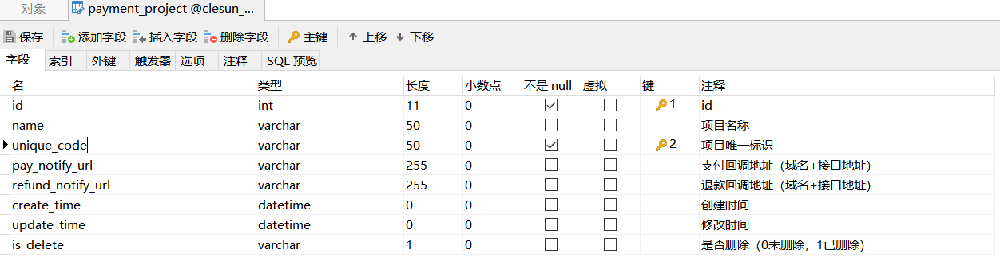 对象 payment_project @clesun_...
保存 添加字段 插入字段 删除字段 主键 上移 下移
字段 索引 外键 触发器 选项 注释 SQL 预览
名 类型 长度 小数点 不是 null 虚拟 键 注释
id int 11 0 1 id
name varchar 50 0 项目名称
unique_code varchar 50 0 2 项目唯一标识
pay_notify_url varchar 255 0 支付回调地址（域名+接口地址）
refund_notify_url varchar 255 0 退款回调地址（域名+接口地址）
create_time datetime 0 0 创建时间
update_time datetime 0 0 修改时间
is_delete varchar 1 0 是否删除（0未删除，1已删除）